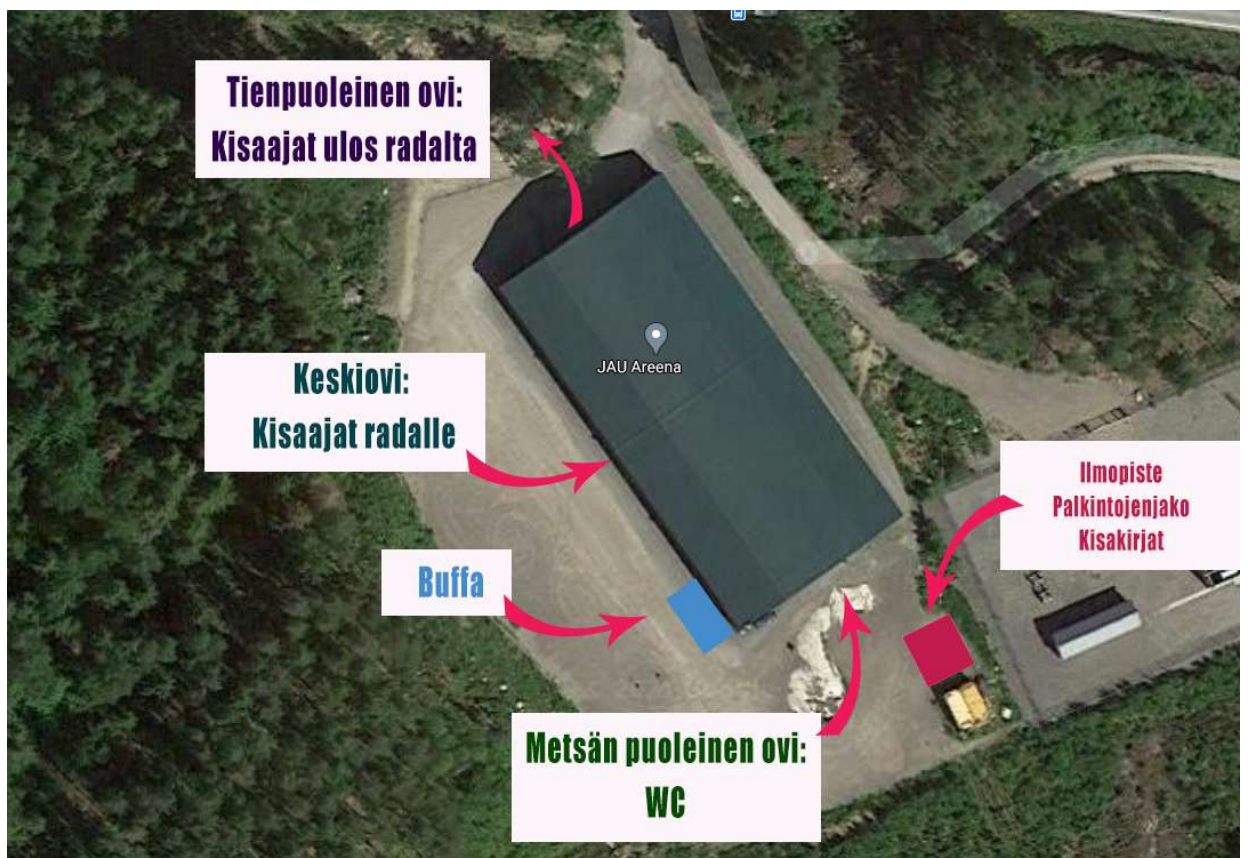 Tienpuoleinen ovi:
Kisaajat ulos radalta
JAU Areena
Keskiovi:
Kisaajat radalle
Ilmopiste
Palkintojenjako
Kisakirjat
Buffa
Metsän puoleinen ovi:
WC